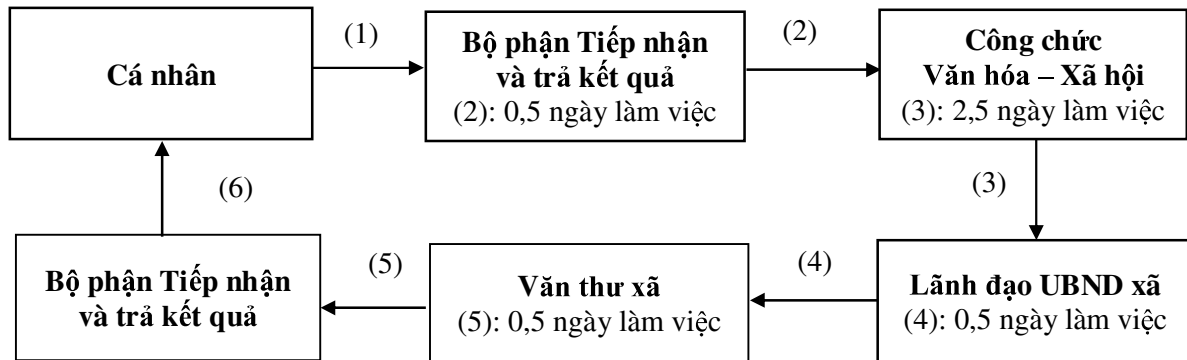 Cá nhân
(1)
Bộ phận Tiếp nhận
và trả kết quả
(2): 0,5 ngày làm việc
(2)
Công chức
Văn hóa – Xã hội
(3): 2,5 ngày làm việc
(3)
Lãnh đạo UBND xã
(4): 0,5 ngày làm việc
(4)
Văn thư xã
(5): 0,5 ngày làm việc
(5)
Bộ phận Tiếp nhận
và trả kết quả
(6)